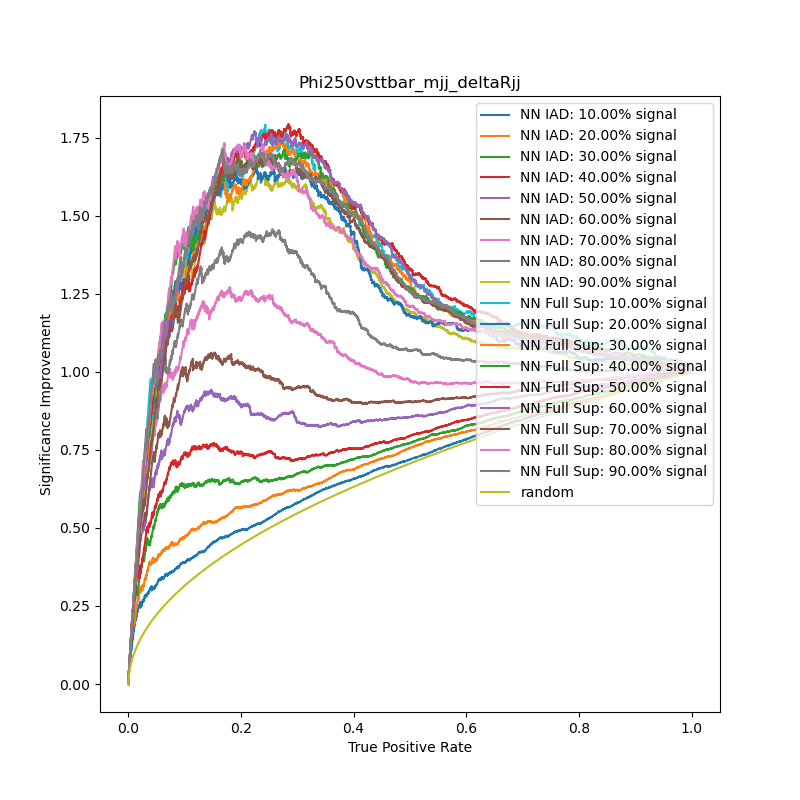 Phi250vsttbar_mjj_deltaRjj
NN IAD: 10.00% signal
NN IAD: 20.00% signal
NN IAD: 30.00% signal
NN IAD: 40.00% signal
NN IAD: 50.00% signal
NN IAD: 60.00% signal
NN IAD: 70.00% signal
NN IAD: 80.00% signal
NN IAD: 90.00% signal
NN Full Sup: 10.00% signal
NN Full Sup: 20.00% signal
NN Full Sup: 30.00% signal
NN Full Sup: 40.00% signal
NN Full Sup: 50.00% signal
NN Full Sup: 60.00% signal
NN Full Sup: 70.00% signal
NN Full Sup: 80.00% signal
NN Full Sup: 90.00% signal
random
Significance Improvement
1.75
1.50
1.25
1.00
0.75
0.50
0.25
0.00
0.0 0.2 0.4 0.6 0.8 1.0
True Positive Rate